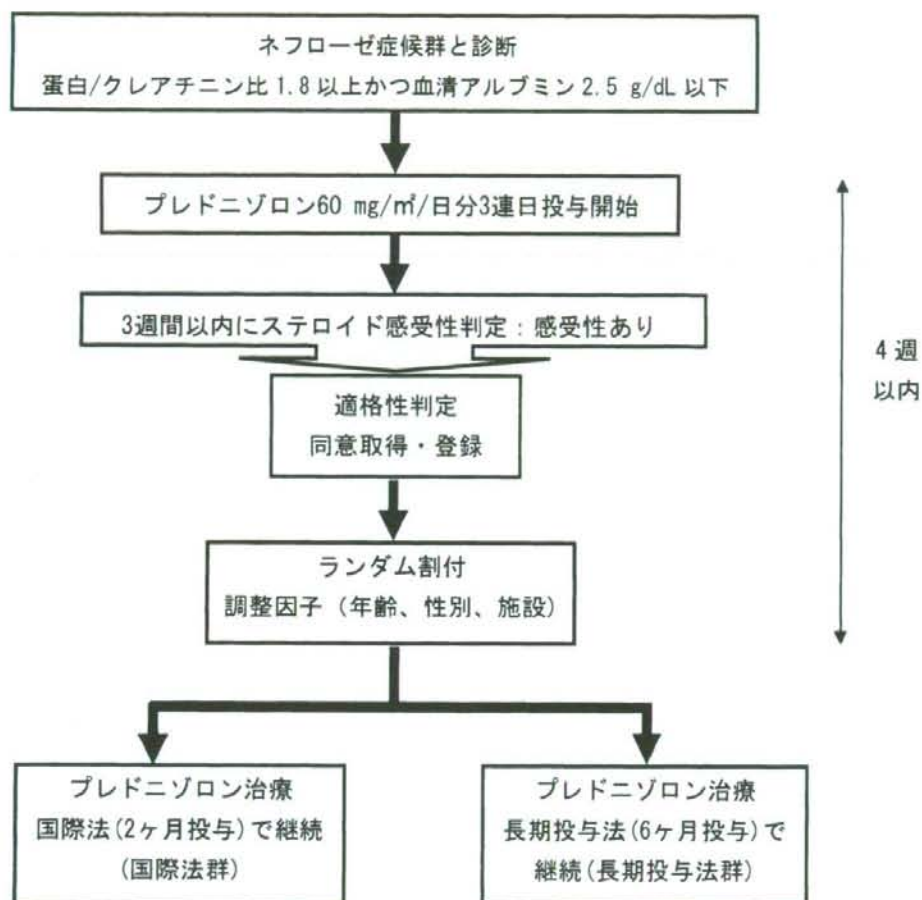 ネフローゼ症候群と診断
蛋白/クレアチニン比 1.8 以上かつ血清アルブミン 2.5 g/dL 以下
プレドニゾロン60 mg/㎡/日分3連日投与開始
3週間以内にステロイド感受性判定：感受性あり
4 週
以内
適格性判定
同意取得・登録
ランダム割付
調整因子（年齢、性別、施設）
プレドニゾロン治療
国際法(2ヶ月投与)で継続
(国際法群)
プレドニゾロン治療
長期投与法(6ヶ月投与)で
継続(長期投与法群)